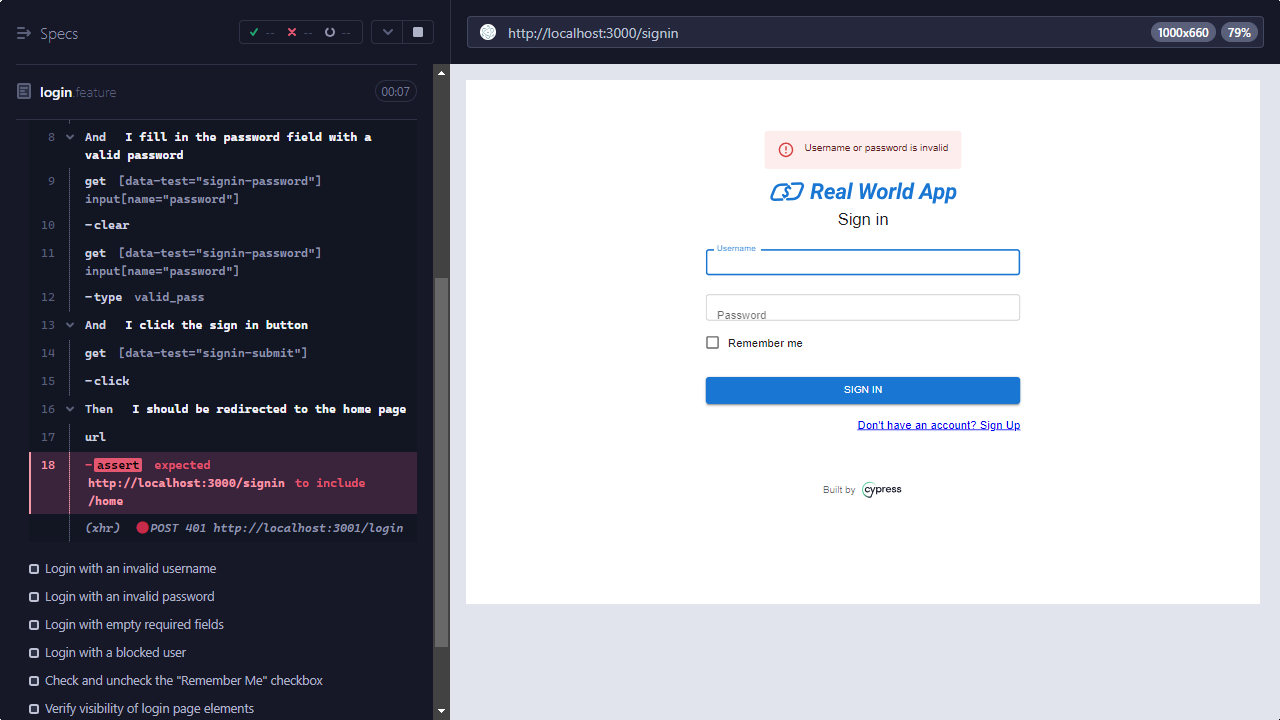 Specs
--
--
--
login.feature
00:07
8 And I fill in the password field with a
valid password
9 get [data-test="signin-password"]
input[name="password"]
10 -clear
11 get [data-test="signin-password"]
input[name="password"]
12 -type valid_pass
13 And I click the sign in button
14 get [data-test="signin-submit"]
15 -click
16 Then I should be redirected to the home page
17 url
18 -assert expected
http://localhost:3000/signin to include
/home
(xhr) POST 401 http://localhost:3001/login
Login with an invalid username
Login with an invalid password
Login with empty required fields
Login with a blocked user
Check and uncheck the "Remember Me" checkbox
Verify visibility of login page elements
http://localhost:3000/signin
1000x660
79%
Username or password is invalid
Real World App
Sign in
Username
Password
Remember me
SIGN IN
Don't have an account? Sign Up
Built by cypress